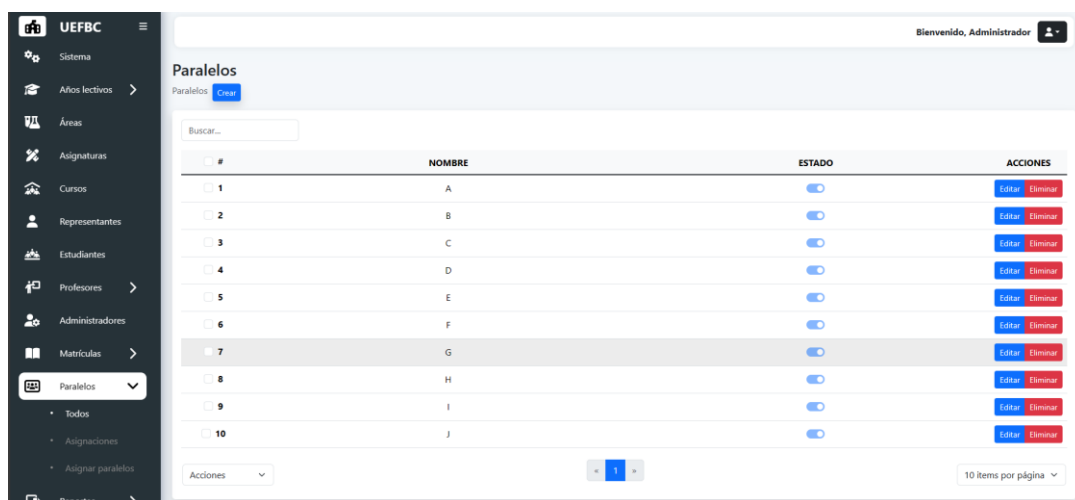 UEFBC
Sistema
Años lectivos
Áreas
Asignaturas
Cursos
Representantes
Estudiantes
Profesores
Administradores
Matrículas
Paralelos
• Todos
• Asignaciones
• Asignar paralelos
Bienvenido, Administrador
Paralelos
Paralelos Crear
Buscar...
# NOMBRE ESTADO ACCIONES
1 A Editar Eliminar
2 B Editar Eliminar
3 C Editar Eliminar
4 D Editar Eliminar
5 E Editar Eliminar
6 F Editar Eliminar
7 G Editar Eliminar
8 H Editar Eliminar
9 I Editar Eliminar
10 J Editar Eliminar
Acciones « 1 » 10 items por página